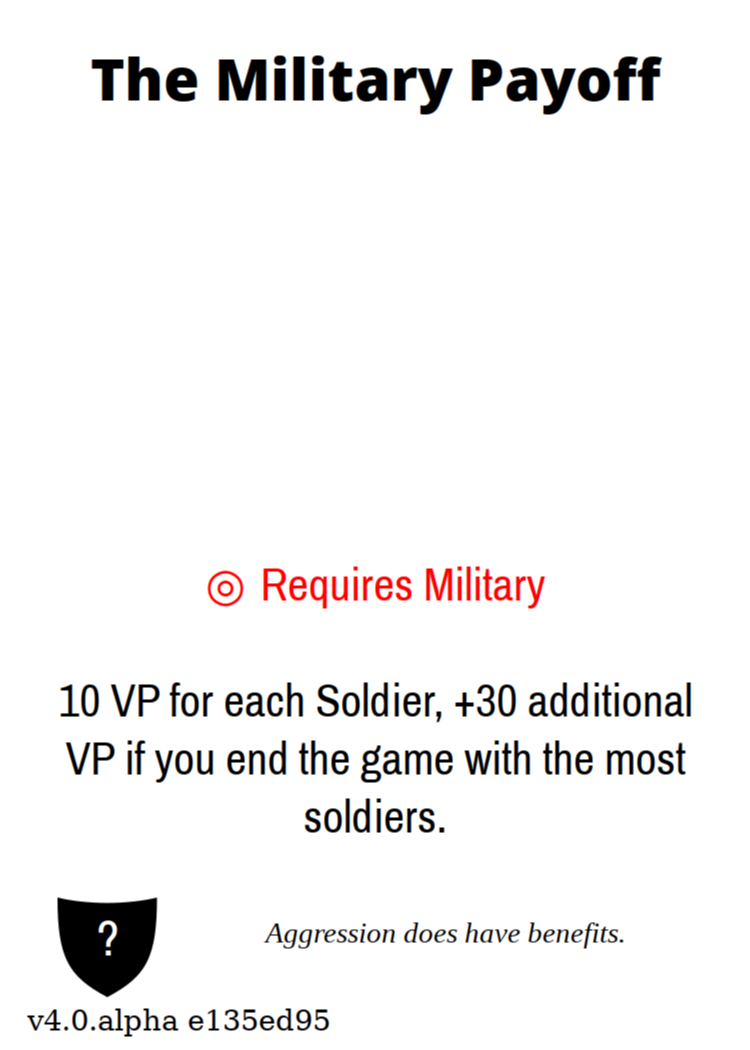 The Military Payoff
◎ Requires Military
10 VP for each Soldier, +30 additional
VP if you end the game with the most
soldiers.
?
Aggression does have benefits.
v4.0.alpha e135ed95